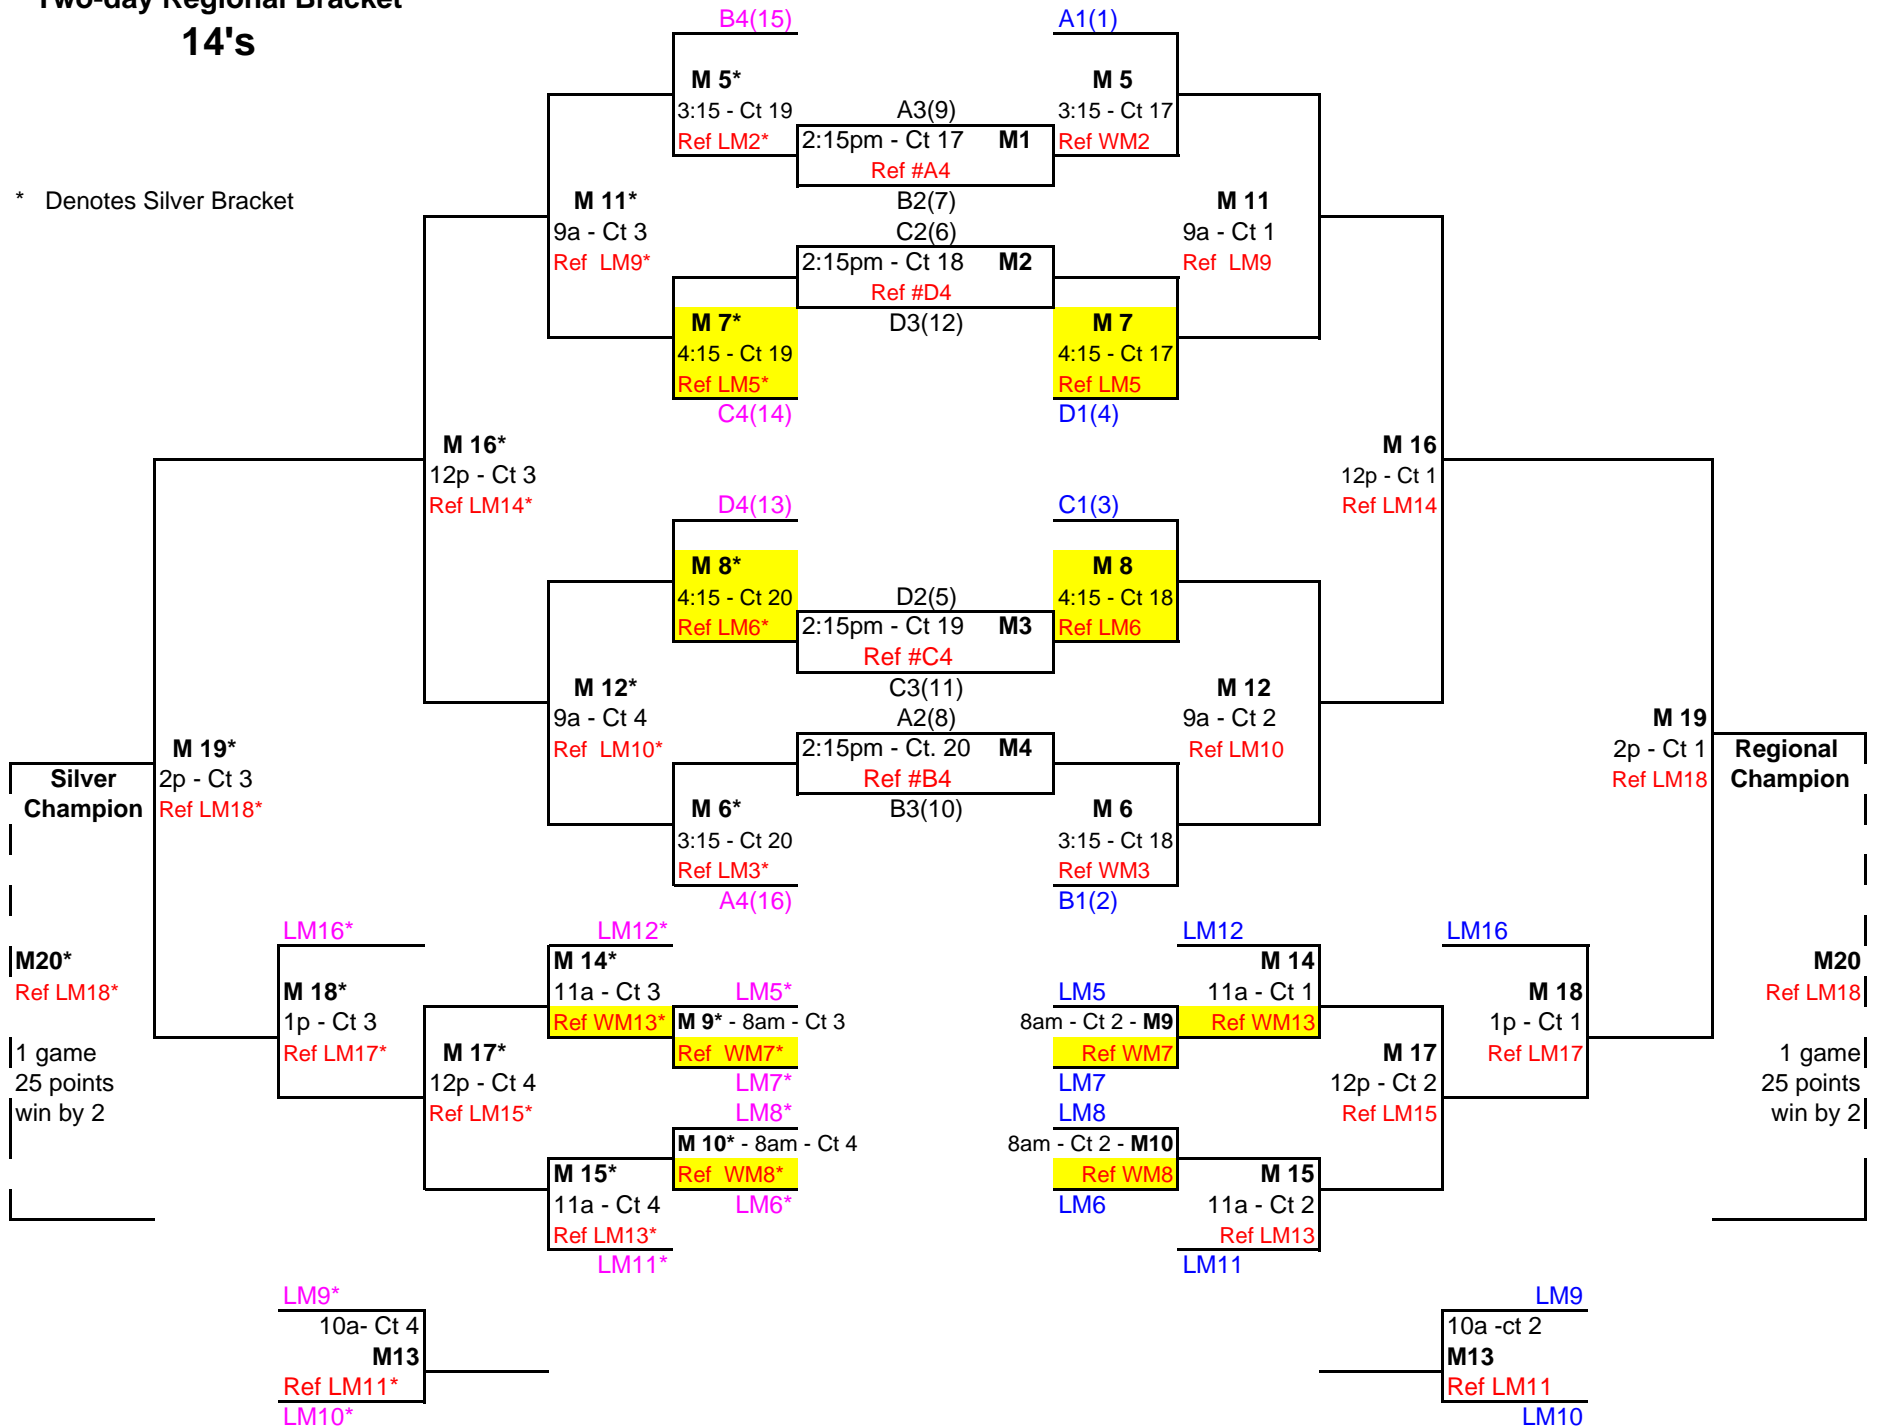 Two-day Regional Bracket
14's
* Denotes Silver Bracket
B4(15)
A1(1)
M 5*
3:15 - Ct 19
Ref LM2*
A3(9)
2:15pm - Ct 17 M1
Ref #A4
B2(7)
M 5
3:15 - Ct 17
Ref WM2
M 11*
9a - Ct 3
Ref LM9*
C2(6)
2:15pm - Ct 18 M2
Ref #D4
D3(12)
M 11
9a - Ct 1
Ref LM9
M 7*
4:15 - Ct 19
Ref LM5*
C4(14)
M 7
4:15 - Ct 17
Ref LM5
D1(4)
M 16*
12p - Ct 3
Ref LM14*
M 16
12p - Ct 1
Ref LM14
D4(13)
C1(3)
M 8*
4:15 - Ct 20
Ref LM6*
D2(5)
2:15pm - Ct 19 M3
Ref #C4
C3(11)
M 8
4:15 - Ct 18
Ref LM6
M 12*
9a - Ct 4
Ref LM10*
A2(8)
2:15pm - Ct. 20 M4
Ref #B4
B3(10)
M 12
9a - Ct 2
Ref LM10
M 6*
3:15 - Ct 20
Ref LM3*
A4(16)
M 6
3:15 - Ct 18
Ref WM3
B1(2)
Silver
Champion
M 19*
2p - Ct 3
Ref LM18*
M 19
2p - Ct 1
Ref LM18
Regional
Champion
M20*
Ref LM18*
1 game
25 points
win by 2
LM16*
M 18*
1p - Ct 3
Ref LM17*
M 17*
12p - Ct 4
Ref LM15*
LM12*
M 14*
11a - Ct 3
Ref WM13*
LM5*
M 9* - 8am - Ct 3
Ref WM7*
LM7*
LM8*
M 10* - 8am - Ct 4
Ref WM8*
LM6*
M 15*
11a - Ct 4
Ref LM13*
LM11*
LM12
M 14
11a - Ct 1
Ref WM13
LM5
8am - Ct 2 - M9
Ref WM7
LM7
LM8
8am - Ct 2 - M10
Ref WM8
LM6
M 15
11a - Ct 2
Ref LM13
LM11
LM16
M 18
1p - Ct 1
Ref LM17
M 17
12p - Ct 2
Ref LM15
M20
Ref LM18
1 game
25 points
win by 2
LM9*
10a- Ct 4
M13
Ref LM11*
LM10*
LM9
10a -ct 2
M13
Ref LM11
LM10